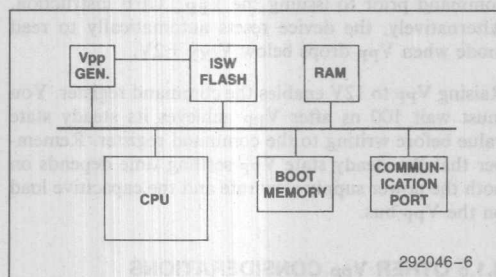 Vpp
GEN.
ISW
FLASH
RAM
CPU
BOOT
MEMORY
COMMUN-
ICATION
PORT
292046-6